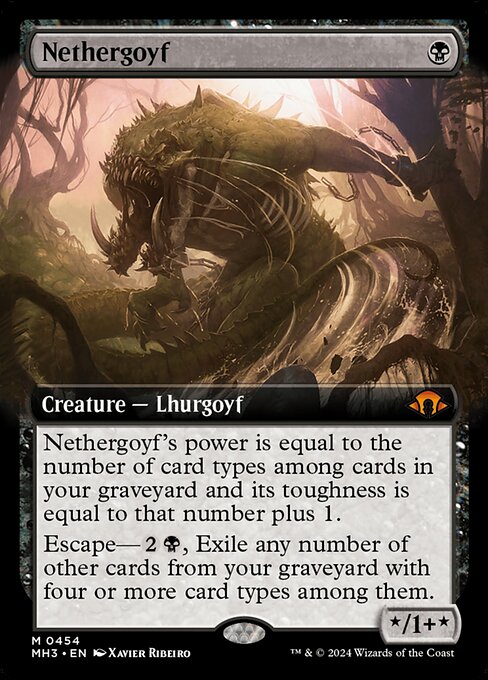 Nethergoyf
Creature — Lhurgoyf
Nethergoyf's power is equal to the
number of card types among cards in
your graveyard and its toughness is
equal to that number plus 1.
Escape—2, Exile any number of
other cards from your graveyard with
four or more card types among them.
*/1+*
M 0454
MH3 • EN Xavier Ribeiro
™ & © 2024 Wizards of the Coast